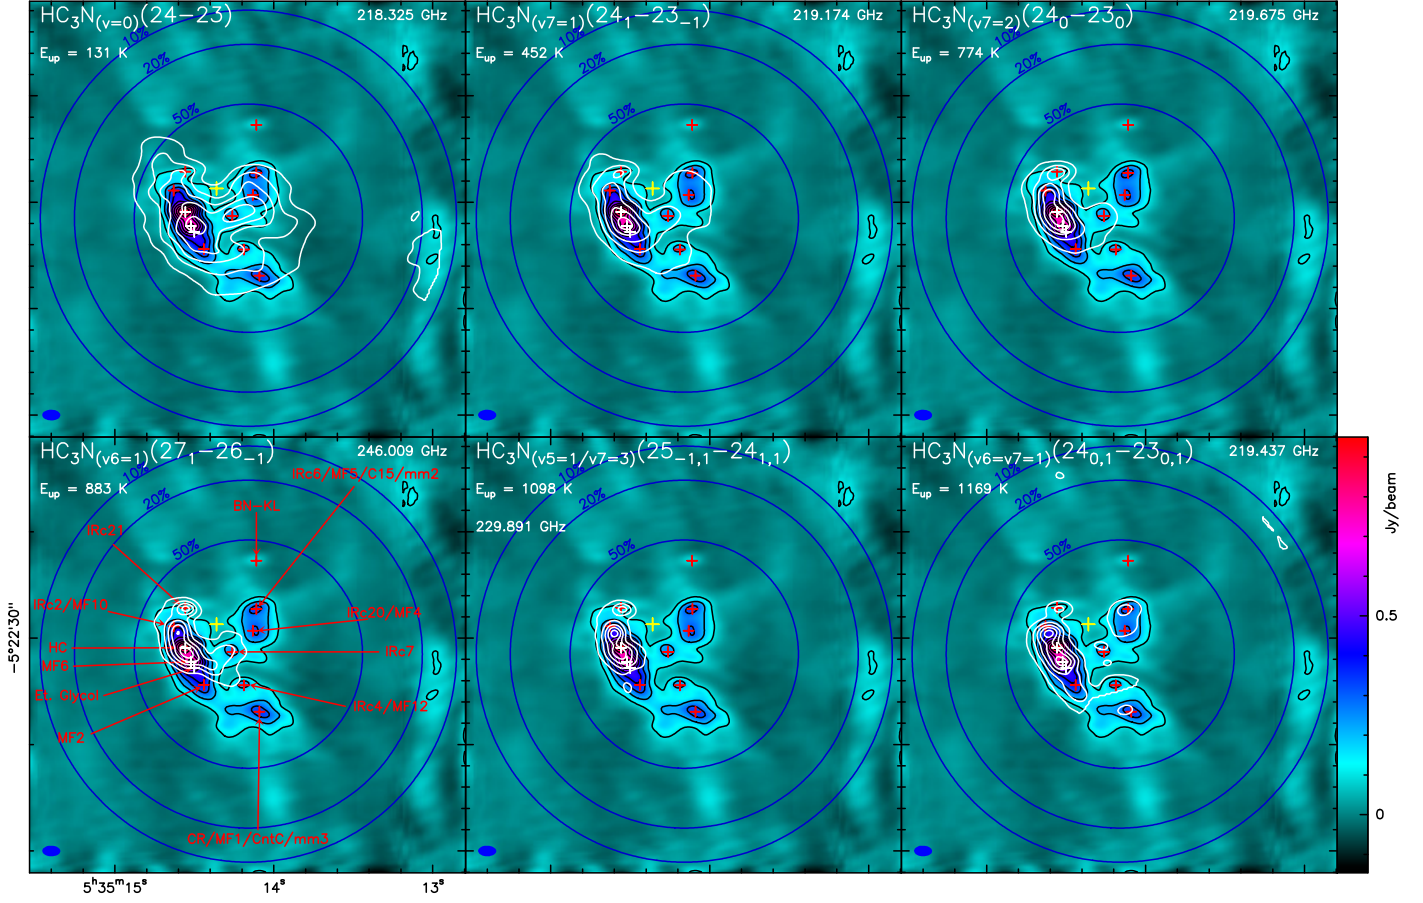 HC3N(v=0)(24−23) 218.325 GHz
Eup = 131 K
10%
20%
50%
HC3N(v7=1)(241−23−1) 219.174 GHz
Eup = 452 K
10%
20%
50%
HC3N(v7=2)(240−230) 219.675 GHz
Eup = 774 K
10%
20%
50%
HC3N(v6=1)(271−26−1) 246.009 GHz
Eup = 883 K
10%
20%
50%
IRc6/MF5/C15/mm2
BN−KL
IRc21
IRc2/MF10
IRc20/MF4
HC
IRc7
MF6
Et. Glycol
IRc4/MF12
MF2
CR/MF1/CntC/mm3
HC3N(v5=1/v7=3)(25−1,1−241,1)
Eup = 1098 K
229.891 GHz
10%
20%
50%
HC3N(v6=v7=1)(240,1−230,1) 219.437 GHz
Eup = 1169 K
10%
20%
50%
Jy/beam
0.5
0
−5°22'30"
5h35m15s
14s
13s